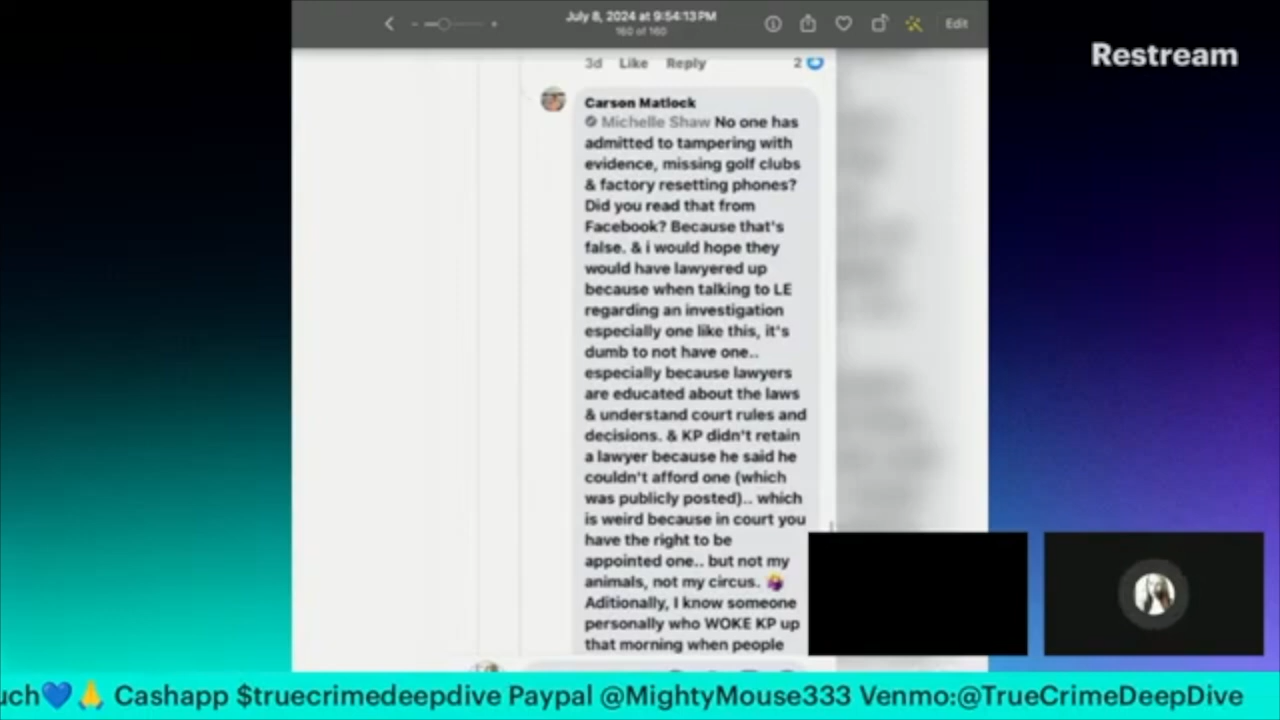 July 8, 2024 at 9:54:13 PM
160 of 160
Edit
Restream
3d Like Reply 2
Carson Matlock
Michelle Shaw No one has
admitted to tampering with
evidence, missing golf clubs
& factory resetting phones?
Did you read that from
Facebook? Because that's
false. & i would hope they
would have lawyered up
because when talking to LE
regarding an investigation
especially one like this, it's
dumb to not have one..
especially because lawyers
are educated about the laws
& understand court rules and
decisions. & KP didn't retain
a lawyer because he said he
couldn't afford one (which
was publicly posted).. which
is weird because in court you
have the right to be
appointed one.. but not my
animals, not my circus. 🤷‍♀️
Aditionally, I know someone
personally who WOKE KP up
that morning when people
uch💙🙏 Cashapp $truecrimedeepdive Paypal @MightyMouse333 Venmo:@TrueCrimeDeepDive